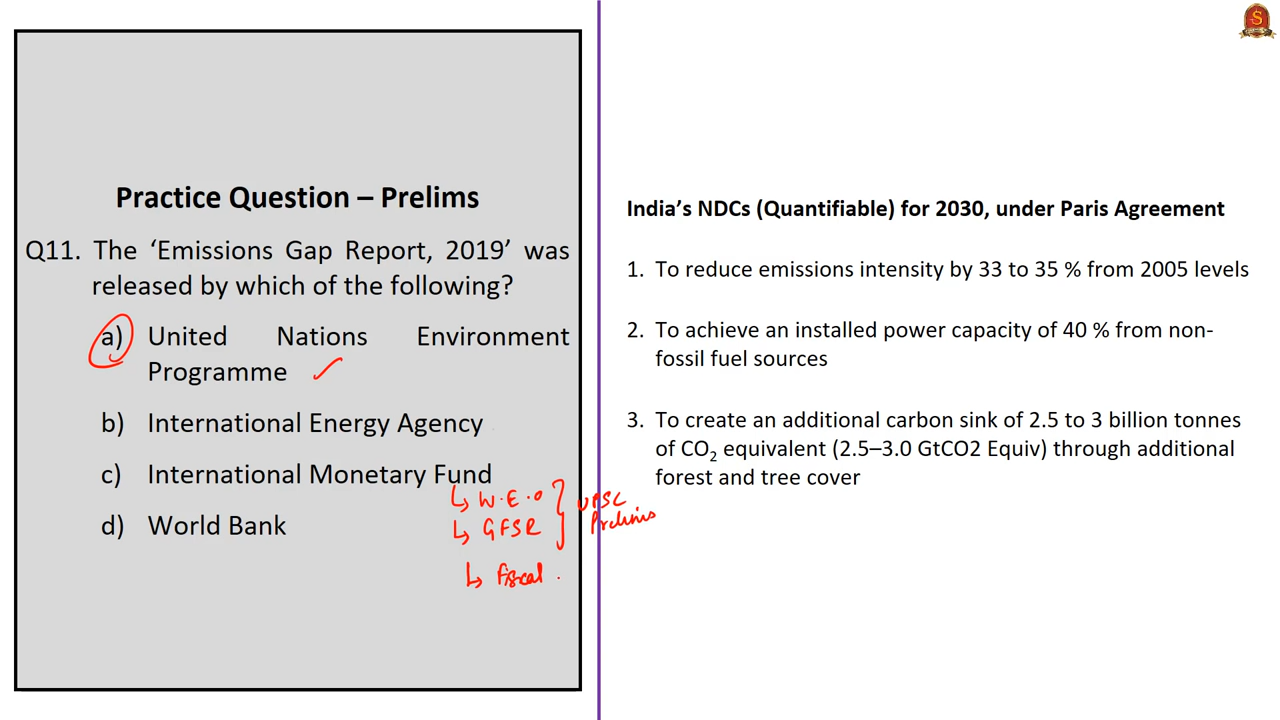 Practice Question – Prelims
Q11. The ‘Emissions Gap Report, 2019’ was
released by which of the following?
a) United Nations Environment
Programme
b) International Energy Agency
c) International Monetary Fund
↳ W.E.O
↳ GFSR
UPSC
Prelims
↳ Fiscal
d) World Bank
India’s NDCs (Quantifiable) for 2030, under Paris Agreement
1. To reduce emissions intensity by 33 to 35 % from 2005 levels
2. To achieve an installed power capacity of 40 % from non-
fossil fuel sources
3. To create an additional carbon sink of 2.5 to 3 billion tonnes
of CO₂ equivalent (2.5–3.0 GtCO2 Equiv) through additional
forest and tree cover